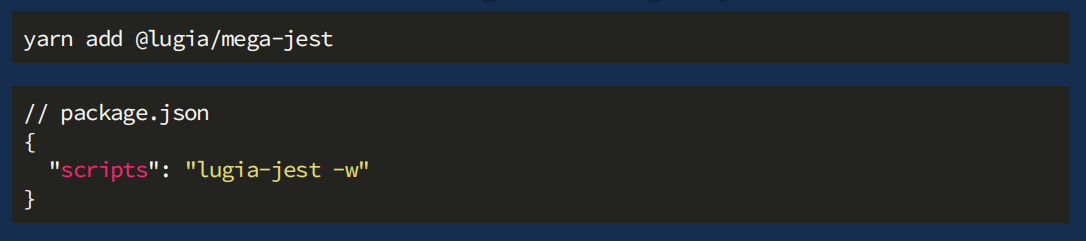 yarn add @lugia/mega-jest
// package.json
{
"scripts": "lugia-jest -w"
}